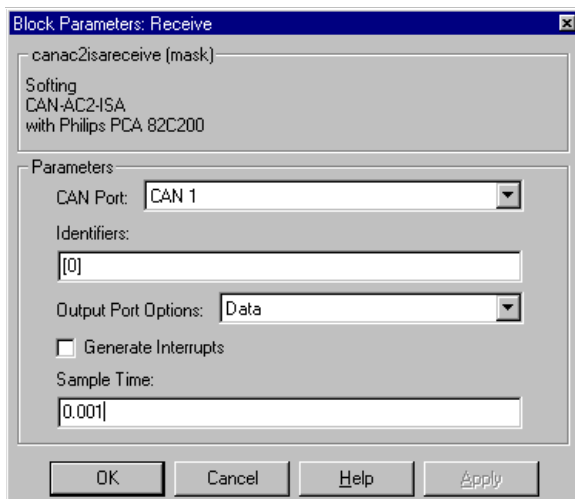 Block Parameters: Receive
canac2isareceive (mask)
Softing
CAN-AC2-ISA
with Philips PCA 82C200
Parameters
CAN Port: CAN 1
Identifiers:
[0]
Output Port Options: Data
Generate Interrupts
Sample Time:
0.001
OK Cancel Help Apply